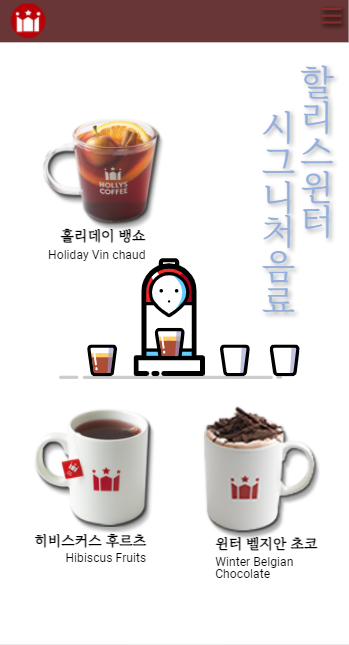 할리스윈터
시그니처음료
HOLLYS
COFFEE
홀리데이 뱅쇼
Holiday Vin chaud
히비스커스 후르츠
Hibiscus Fruits
윈터 벨지안 초코
Winter Belgian
Chocolate